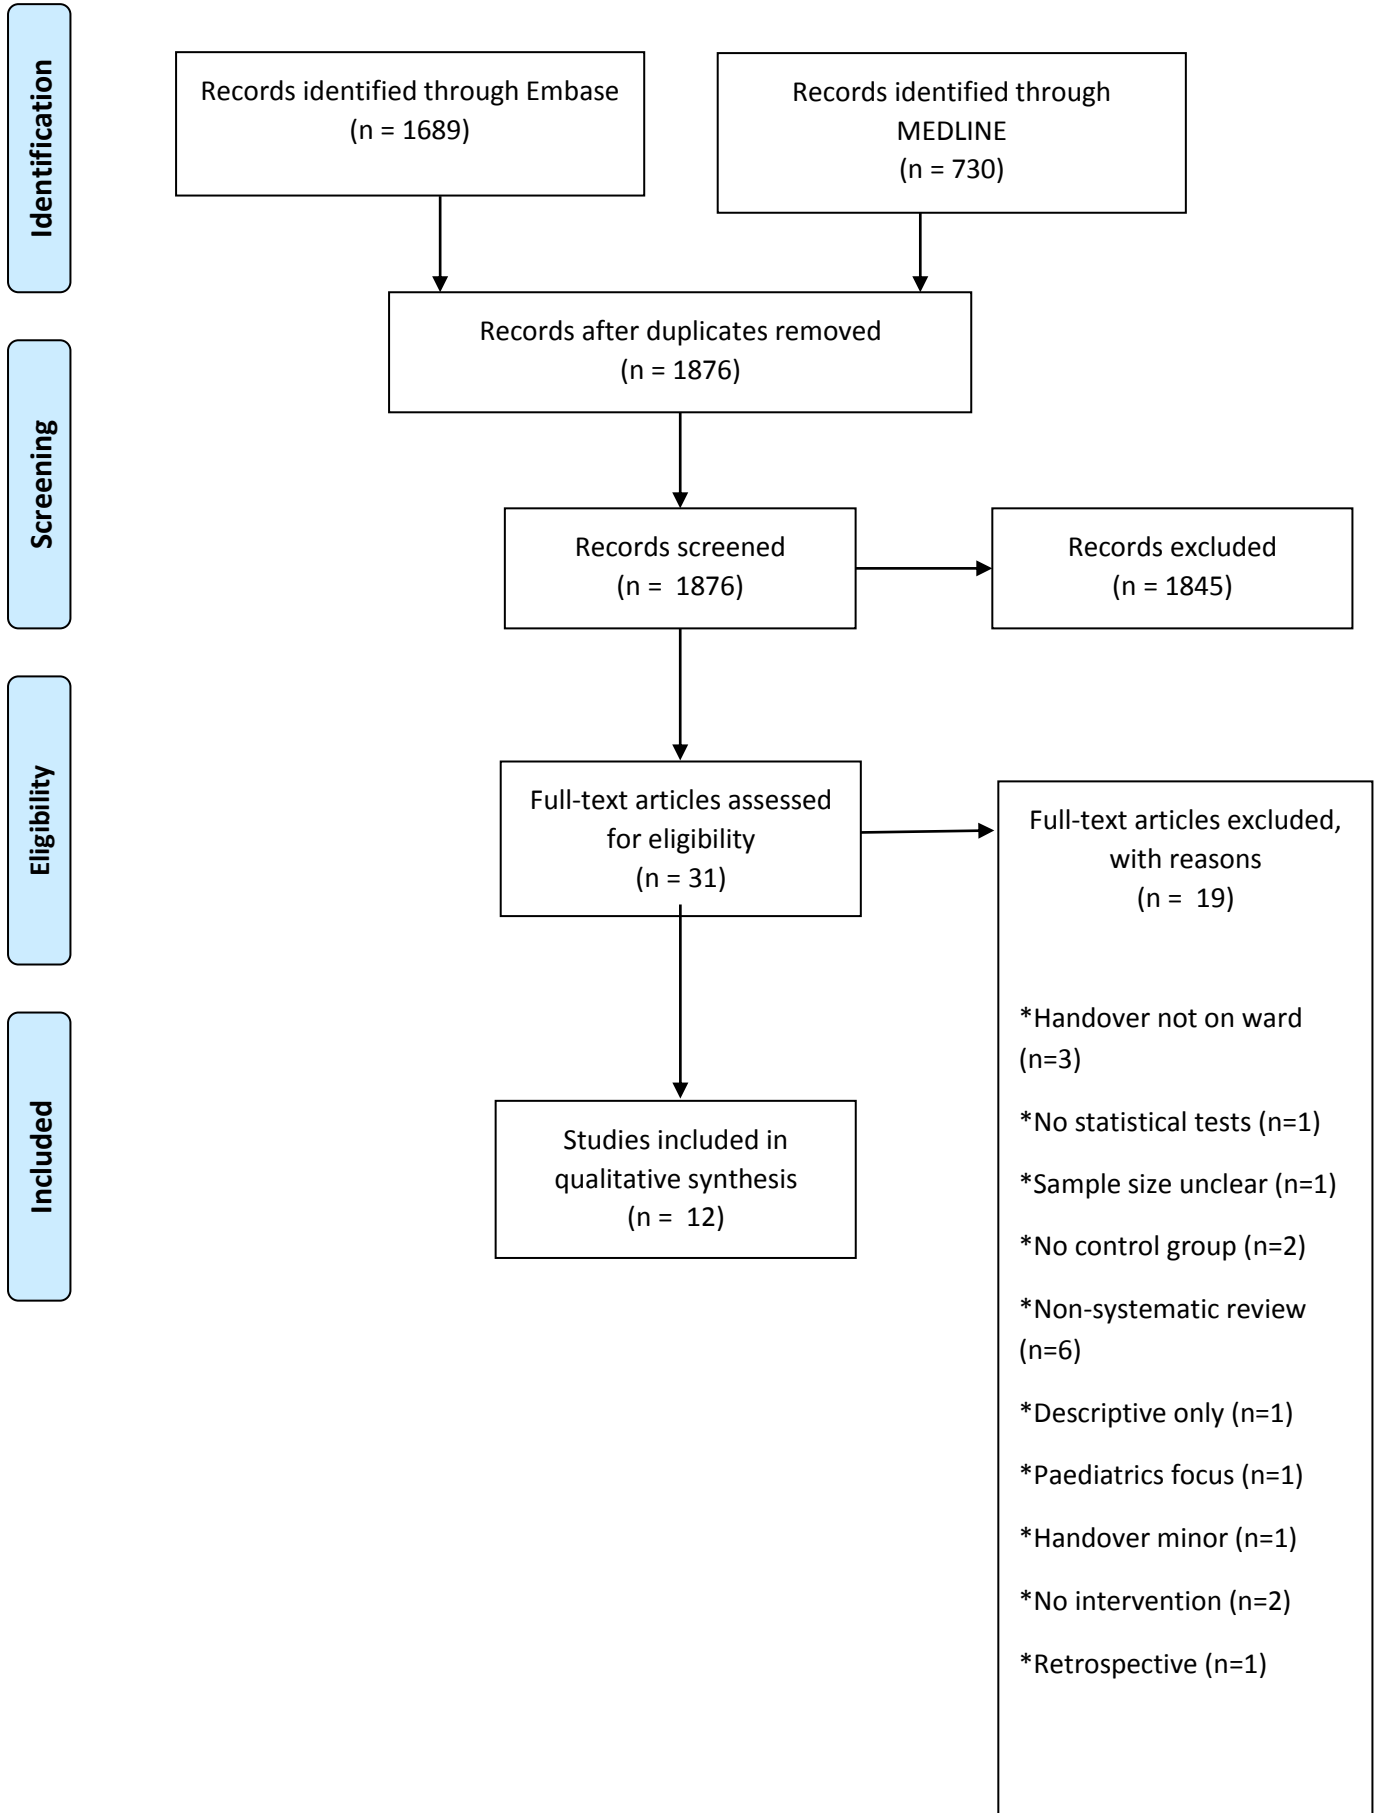 Identification
Records identified through Embase
(n = 1689)
Records identified through
MEDLINE
(n = 730)
Records after duplicates removed
(n = 1876)
Screening
Records screened
(n =  1876)
Records excluded
(n = 1845)
Eligibility
Full-text articles assessed
for eligibility
(n = 31)
Full-text articles excluded,
with reasons
(n =  19)
*Handover not on ward
(n=3)
*No statistical tests (n=1)
*Sample size unclear (n=1)
*No control group (n=2)
*Non-systematic review
(n=6)
*Descriptive only (n=1)
*Paediatrics focus (n=1)
*Handover minor (n=1)
*No intervention (n=2)
*Retrospective (n=1)
Included
Studies included in
qualitative synthesis
(n =  12)